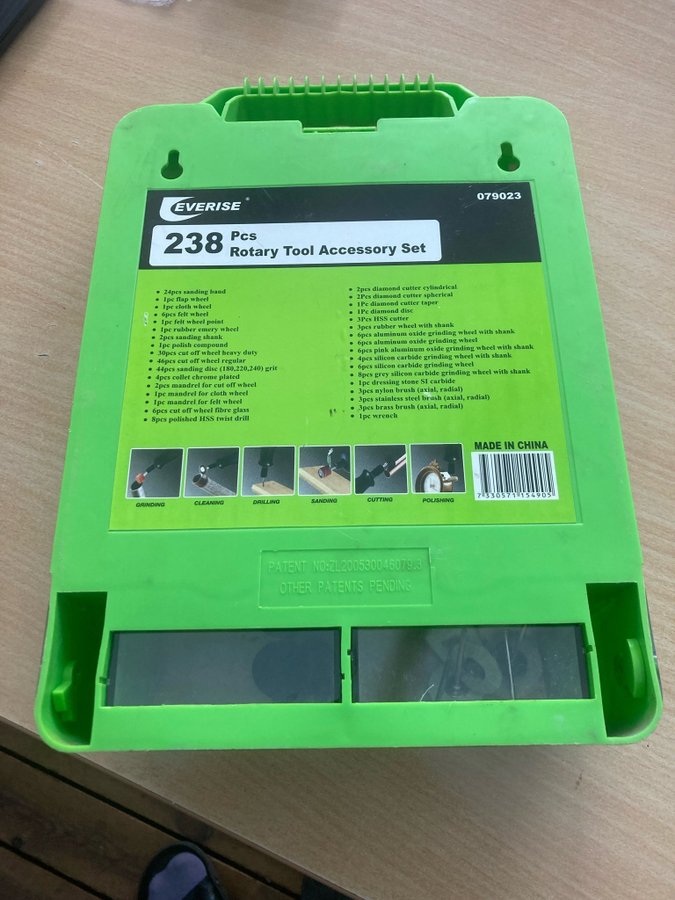 EVERISE®
079023
238 Pcs
Rotary Tool Accessory Set
24pcs sanding band
1pc flap wheel
1pc cloth wheel
6pcs felt wheel
1pc felt wheel point
1pc rubber emery wheel
2pcs sanding shank
1pc polish compound
30pcs cut off wheel heavy duty
46pcs cut off wheel regular
44pcs sanding disc (180,220,240) grit
4pcs collet chrome plated
2pcs mandrel for cut off wheel
1pc mandrel for cloth wheel
1pc mandrel for felt wheel
6pcs cut off wheel fibre glass
8pcs polished HSS twist drill
2pcs diamond cutter cylindrical
2Pcs diamond cutter spherical
1Pc diamond cutter taper
1Pc diamond disc
3Pcs HSS cutter
3pcs rubber wheel with shank
6pcs aluminum oxide grinding wheel with shank
6pcs aluminum oxide grinding wheel
6pcs pink aluminum oxide grinding wheel with shank
4pcs silicon carbide grinding wheel with shank
6pcs silicon carbide grinding wheel
8pcs grey silicon carbide grinding wheel with shank
1pc dressing stone SI carbide
3pcs nylon brush (axial, radial)
3pcs stainless steel brush (axial, radial)
3pcs brass brush (axial, radial)
1pc wrench
GRINDING
CLEANING
DRILLING
SANDING
CUTTING
POLISHING
MADE IN CHINA
7 330571 154905
PATENT NO:ZL200530046079.3
OTHER PATENTS PENDING